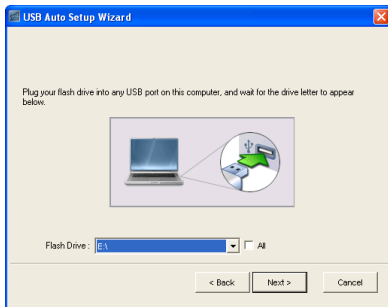 USB Auto Setup Wizard
Plug your flash drive into any USB port on this computer, and wait for the drive letter to appear
below.
Flash Drive : E:\ All
< Back Next > Cancel